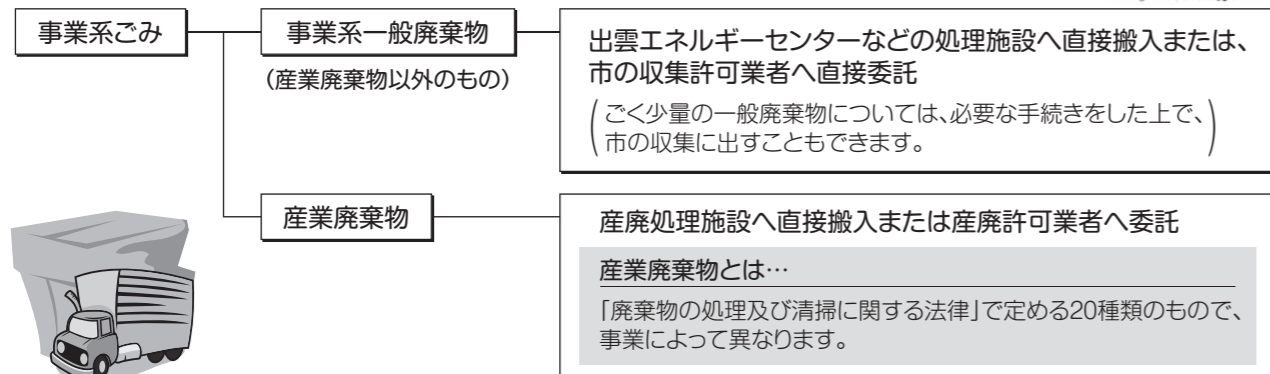 事業系ごみ
事業系一般廃棄物
(産業廃棄物以外のもの)
出雲エネルギーセンターなどの処理施設へ直接搬入または、
市の収集許可業者へ直接委託
(ごく少量の一般廃棄物については、必要な手続きをした上で、
市の収集に出すこともできます。)
産業廃棄物
産廃処理施設へ直接搬入または産廃許可業者へ委託
産業廃棄物とは…
「廃棄物の処理及び清掃に関する法律」で定める20種類のもので、
事業によって異なります。